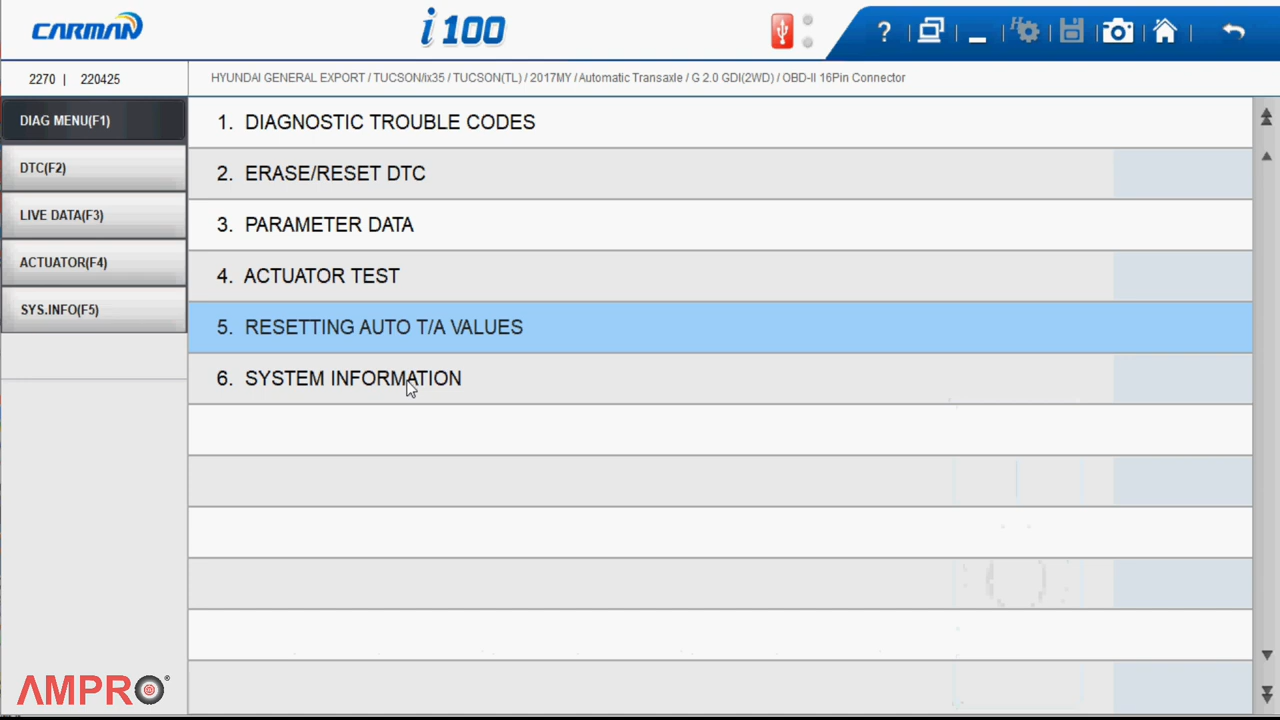 CARMAN
i 100
?
H
2270 | 220425
HYUNDAI GENERAL EXPORT / TUCSON/ix35 / TUCSON(TL) / 2017MY / Automatic Transaxle / G 2.0 GDI(2WD) / OBD-II 16Pin Connector
DIAG MENU(F1)
DTC(F2)
LIVE DATA(F3)
ACTUATOR(F4)
SYS.INFO(F5)
1. DIAGNOSTIC TROUBLE CODES
2. ERASE/RESET DTC
3. PARAMETER DATA
4. ACTUATOR TEST
5. RESETTING AUTO T/A VALUES
6. SYSTEM INFORMATION
AMPRO®